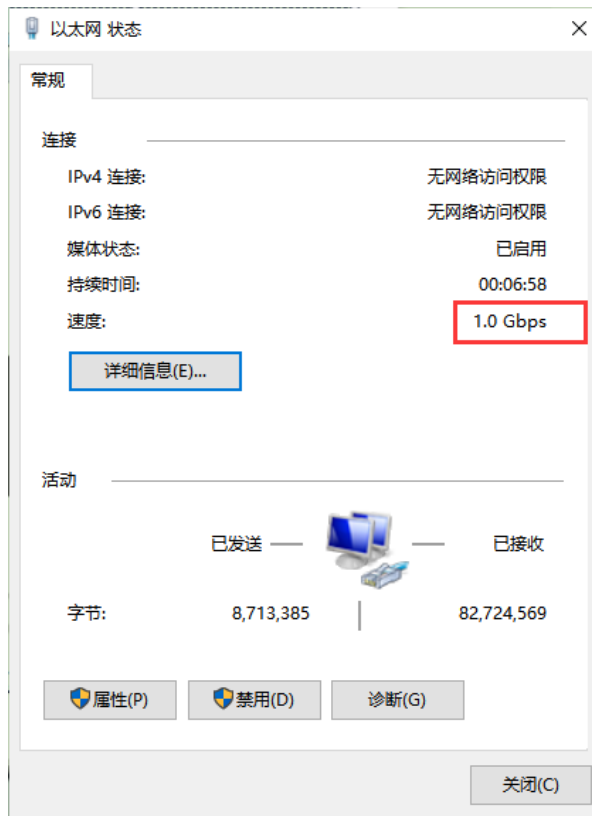 以太网 状态
常规
连接
IPv4 连接: 无网络访问权限
IPv6 连接: 无网络访问权限
媒体状态: 已启用
持续时间: 00:06:58
速度: 1.0 Gbps
详细信息(E)...
活动
已发送 已接收
字节: 8,713,385 82,724,569
属性(P) 禁用(D) 诊断(G)
关闭(C)